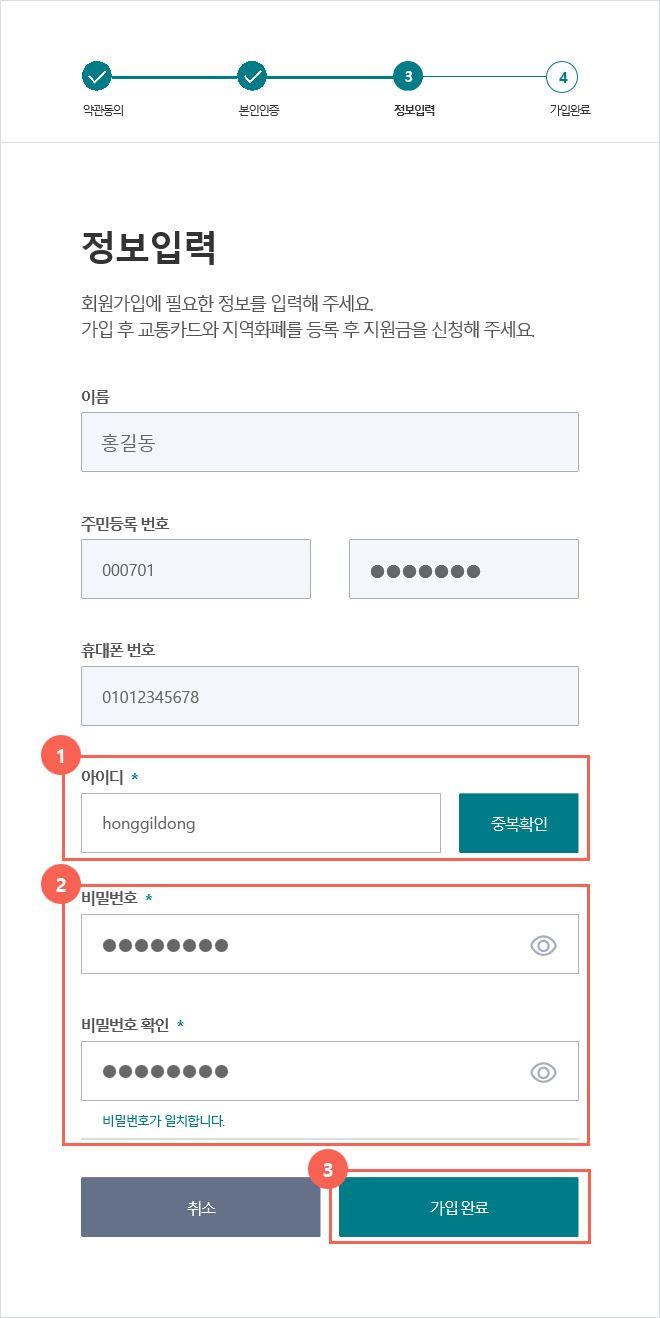 3
4
약관동의
본인인증
정보입력
가입완료
정보입력
회원가입에 필요한 정보를 입력해 주세요.
가입 후 교통카드와 지역화폐를 등록 후 지원금을 신청해 주세요.
이름
홍길동
주민등록 번호
000701 ●●●●●●●
휴대폰 번호
01012345678
1
아이디 *
honggildong 중복확인
2
비밀번호 *
●●●●●●●●
비밀번호 확인 *
●●●●●●●●
비밀번호가 일치합니다.
3
취소 가입 완료